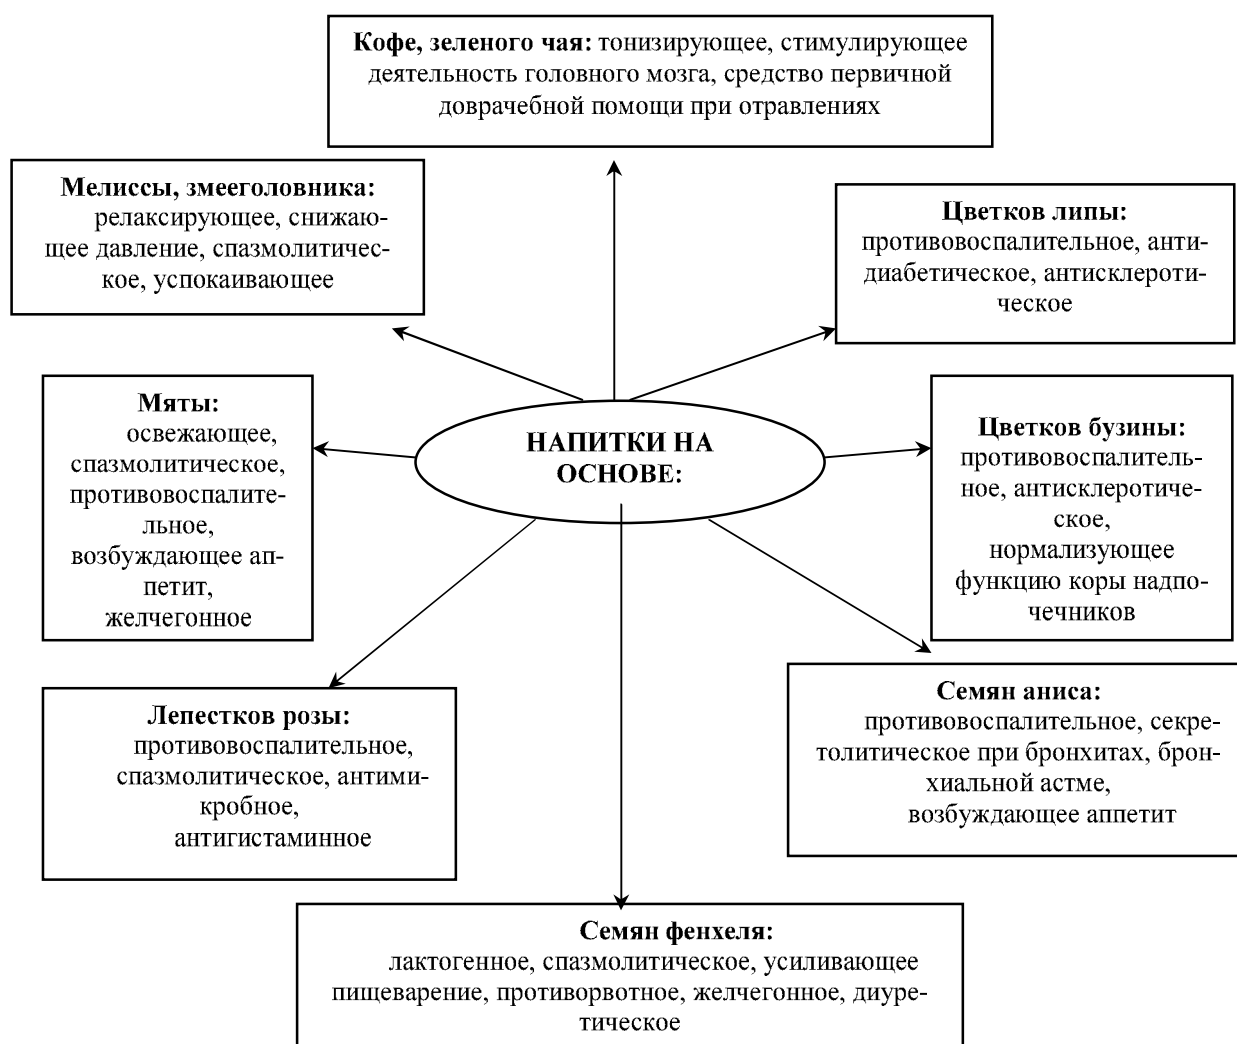 Кофе, зеленого чая: тонизирующее, стимулирующее
деятельность головного мозга, средство первичной
доврачебной помощи при отравлениях
Мелиссы, змееголовника:
релаксирующее, снижаю-
щее давление, спазмолитичес-
кое, успокаивающее
Цветков липы:
противовоспалительное, анти-
диабетическое, антисклероти-
ческое
Мяты:
освежающее,
спазмолитическое,
противовоспалите-
льное,
возбуждающее ап-
петит,
желчегонное
НАПИТКИ НА
ОСНОВЕ:
Цветков бузины:
противовоспалитель-
ное, антисклеротиче-
ское,
нормализующее
функцию коры надпо-
чечников
Лепестков розы:
противовоспалительное,
спазмолитическое, антими-
кробное,
антигистаминное
Семян аниса:
противовоспалительное, секре-
толитическое при бронхитах, брон-
хиальной астме,
возбуждающее аппетит
Семян фенхеля:
лактогенное, спазмолитическое, усиливающее
пищеварение, противорвотное, желчегонное, диуре-
тическое